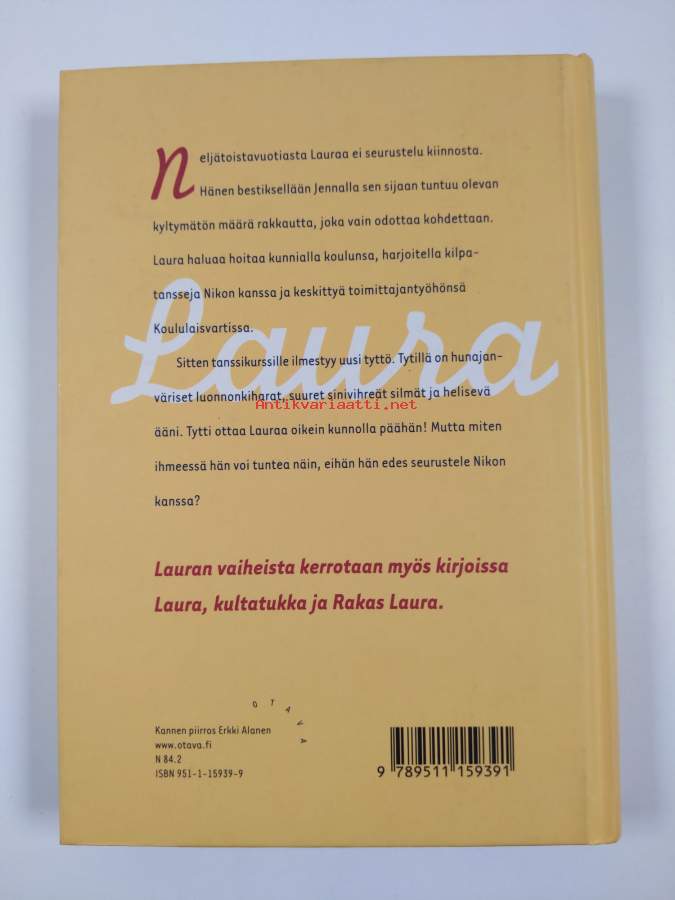 Neljätoistavuotiasta Lauraa ei seurustelu kiinnosta.
Hänen bestiksellään Jennalla sen sijaan tuntuu olevan
kyltymätön määrä rakkautta, joka vain odottaa kohdettaan.
Laura haluaa hoitaa kunnialla koulunsa, harjoitella kilpa-
tansseja Nikon kanssa ja keskittyä toimittajantyöhönsä
Koululaisvartissa.
Laura
Sitten tanssikurssille ilmestyy uusi tyttö. Tytillä on hunajan-
väriset luonnonkiharat, suuret sinivihreät silmät ja helisevä
Antikvariaatti.net
ääni. Tytti ottaa Lauraa oikein kunnolla päähän! Mutta miten
ihmeessä hän voi tuntea näin, eihän hän edes seurustele Nikon
kanssa?
Lauran vaiheista kerrotaan myös kirjoissa
Laura, kultatukka ja Rakas Laura.
OTAVA
Kannen piirros Erkki Alanen
www.otava.fi
N 84.2
ISBN 951-1-15939-9
9 789511 159391